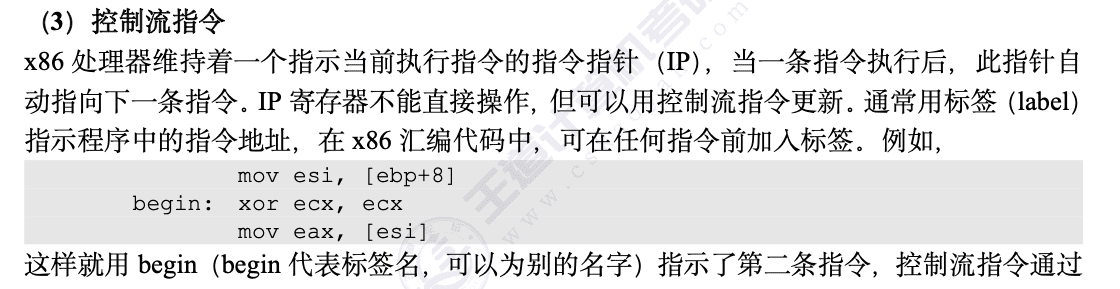 （3）控制流指令
x86 处理器维持着一个指示当前执行指令的指令指针（IP），当一条指令执行后，此指针自
动指向下一条指令。IP 寄存器不能直接操作，但可以用控制流指令更新。通常用标签（label）
指示程序中的指令地址，在 x86 汇编代码中，可在任何指令前加入标签。例如，
mov esi, [ebp+8]
begin: xor ecx, ecx
mov eax, [esi]
这样就用 begin（begin 代表标签名，可以为别的名字）指示了第二条指令，控制流指令通过